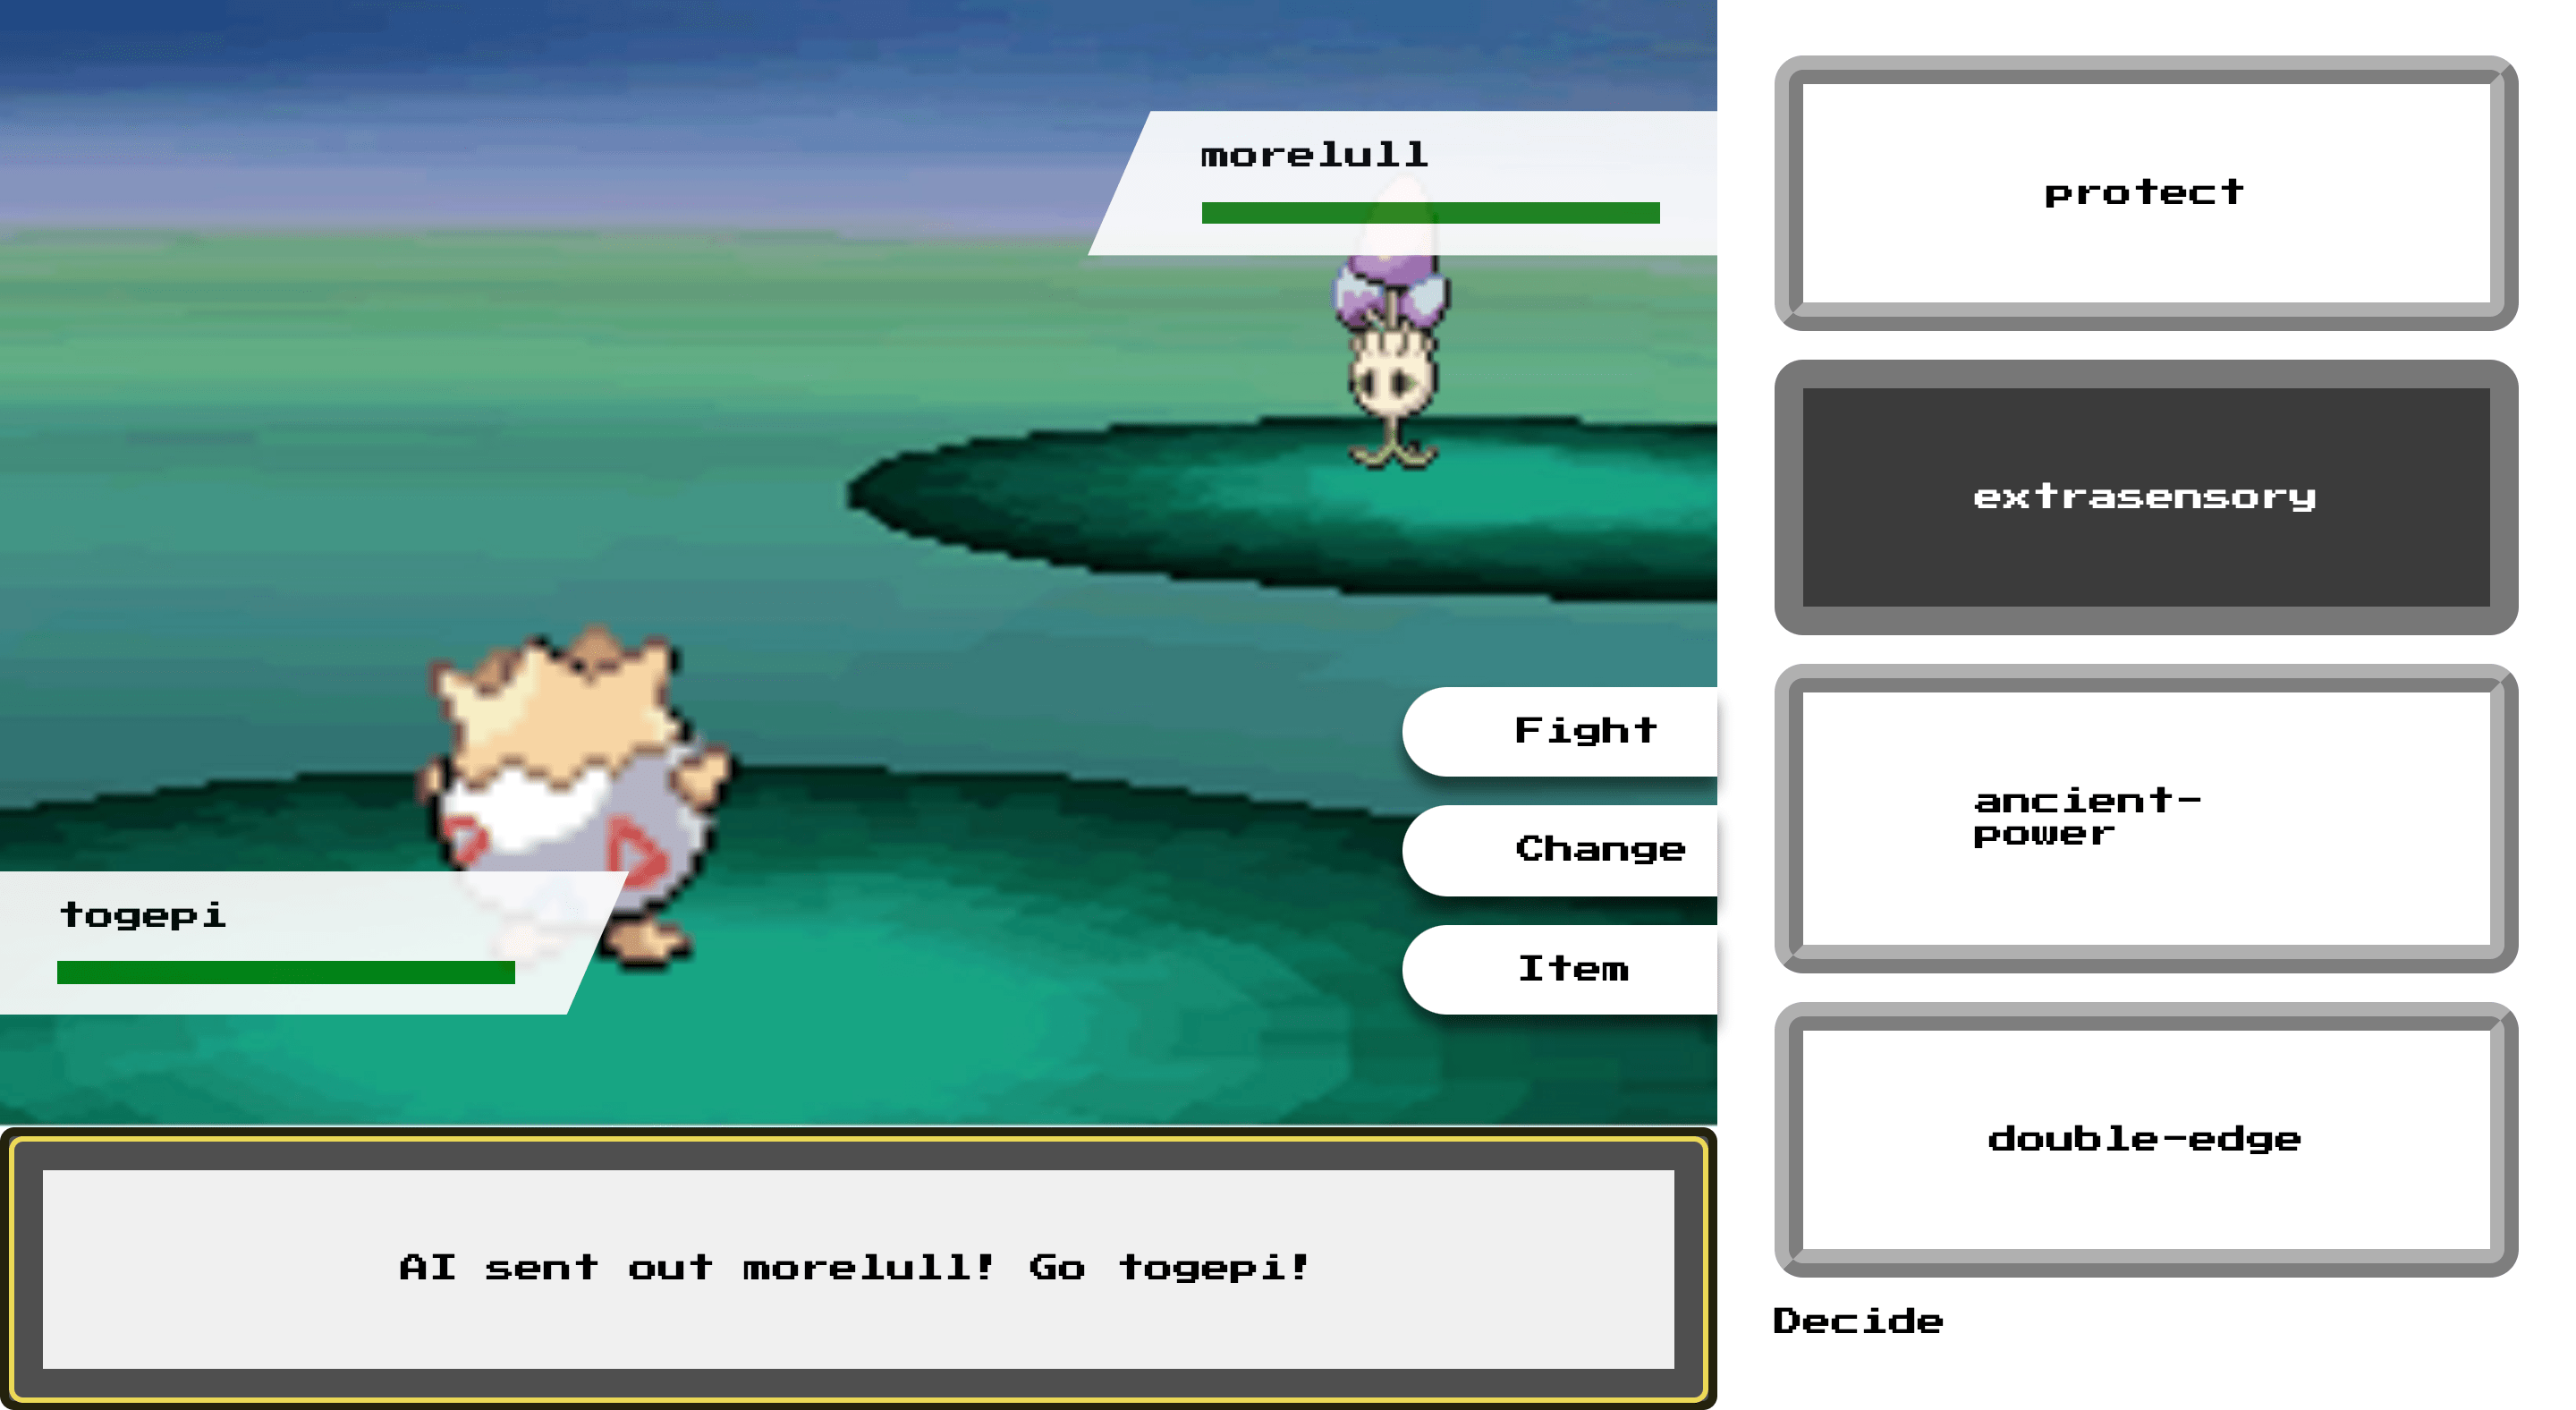 morelull
togepi
Fight
Change
Item
AI sent out morelull! Go togepi!
protect
extrasensory
ancient-
power
double-edge
Decide